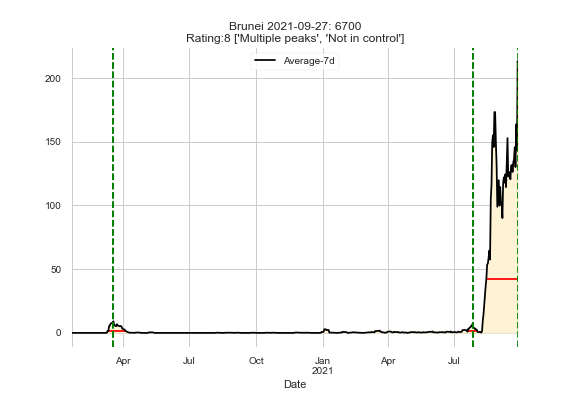 Brunei 2021-09-27: 6700
Rating:8 ['Multiple peaks', 'Not in control']
Average-7d
200
150
100
50
0
Apr
Jul
Oct
Jan
2021
Apr
Jul
Date